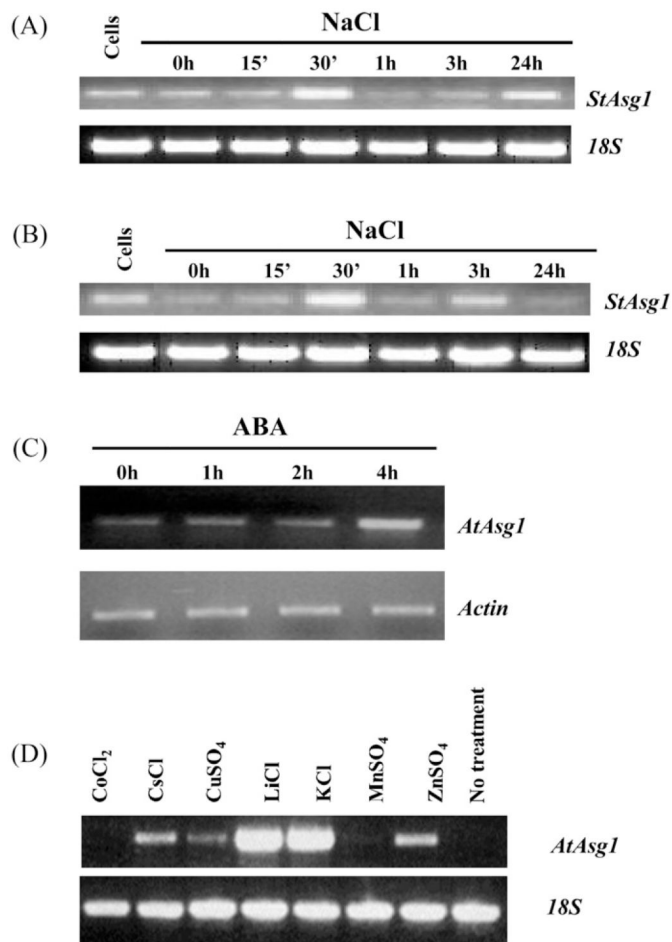 (A)
Cells
NaCl
0h 15’ 30’ 1h 3h 24h
StAsg1
18S
(B)
Cells
NaCl
0h 15’ 30’ 1h 3h 24h
StAsg1
18S
(C)
ABA
0h 1h 2h 4h
AtAsg1
Actin
(D)
CoCl₂ CsCl CuSO₄ LiCl KCl MnSO₄ ZnSO₄ No treatment
AtAsg1
18S